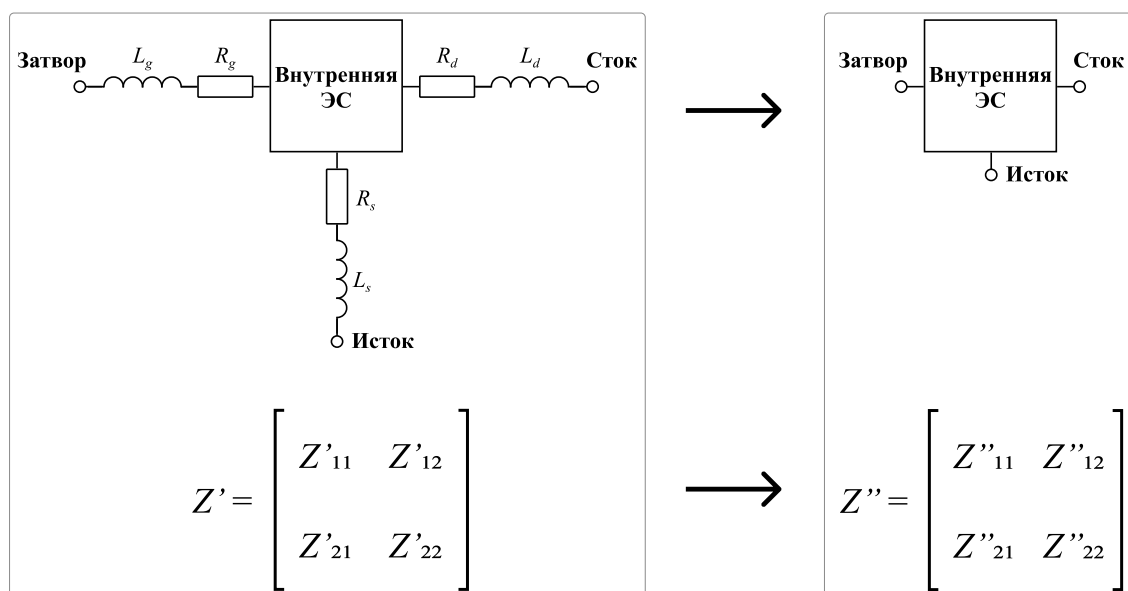 Затвор L_g R_g Внутренняя ЭС R_d L_d Сток
R_s
L_s
Исток
Затвор Внутренняя ЭС Сток
Исток
Z’ = [ Z’11 Z’12
Z’21 Z’22 ]
Z’’ = [ Z’’11 Z’’12
Z’’21 Z’’22 ]